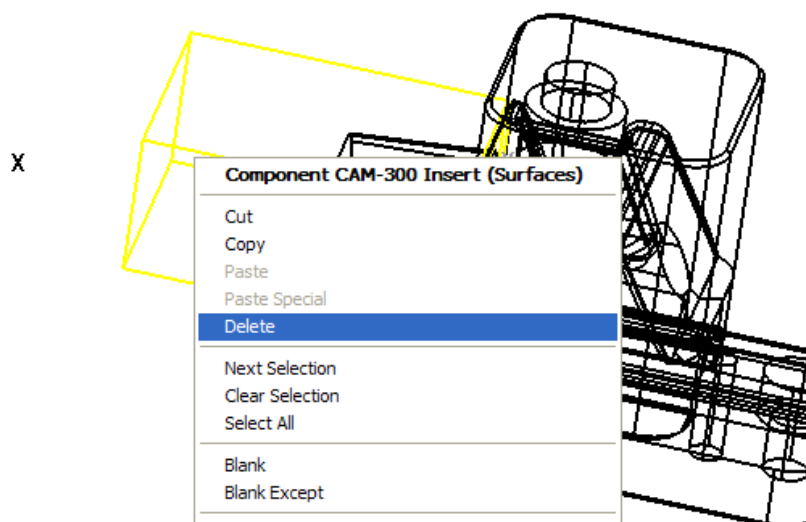 X
Component CAM-300 Insert (Surfaces)
Cut
Copy
Paste
Paste Special
Delete
Next Selection
Clear Selection
Select All
Blank
Blank Except